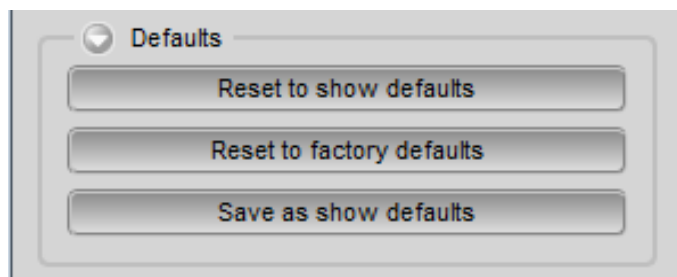 Defaults
Reset to show defaults
Reset to factory defaults
Save as show defaults